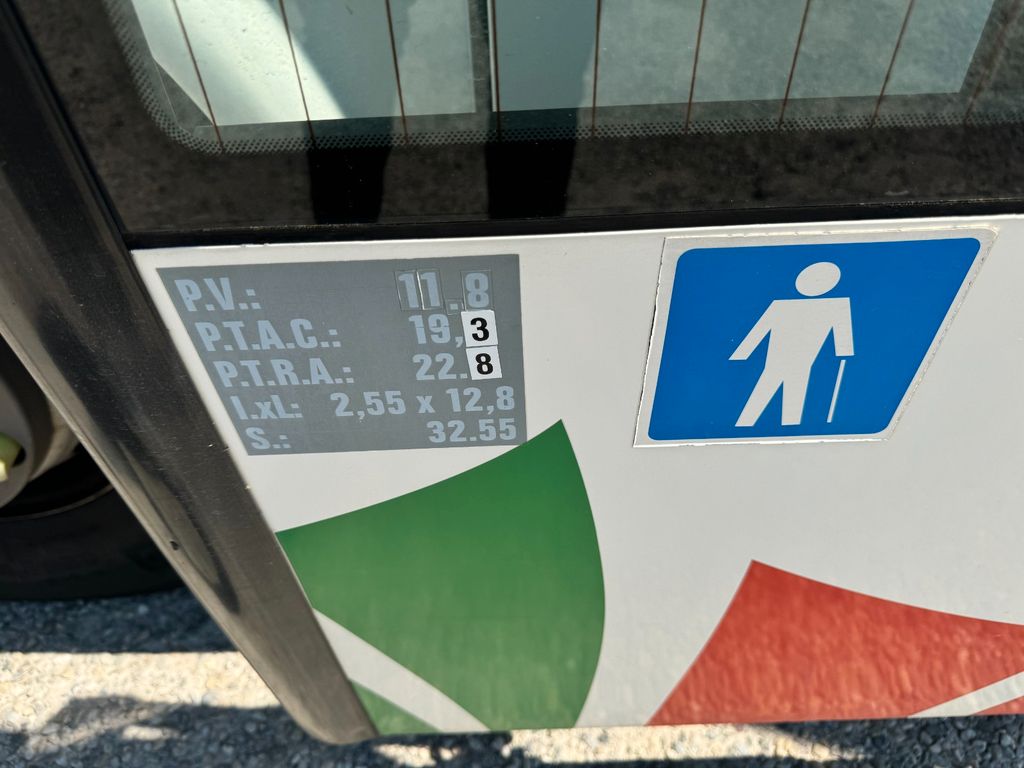 P.V.: 11.8
P.T.A.C.: 19,3
P.T.R.A.: 22.8
l.xL: 2,55 x 12,8
S.: 32.55